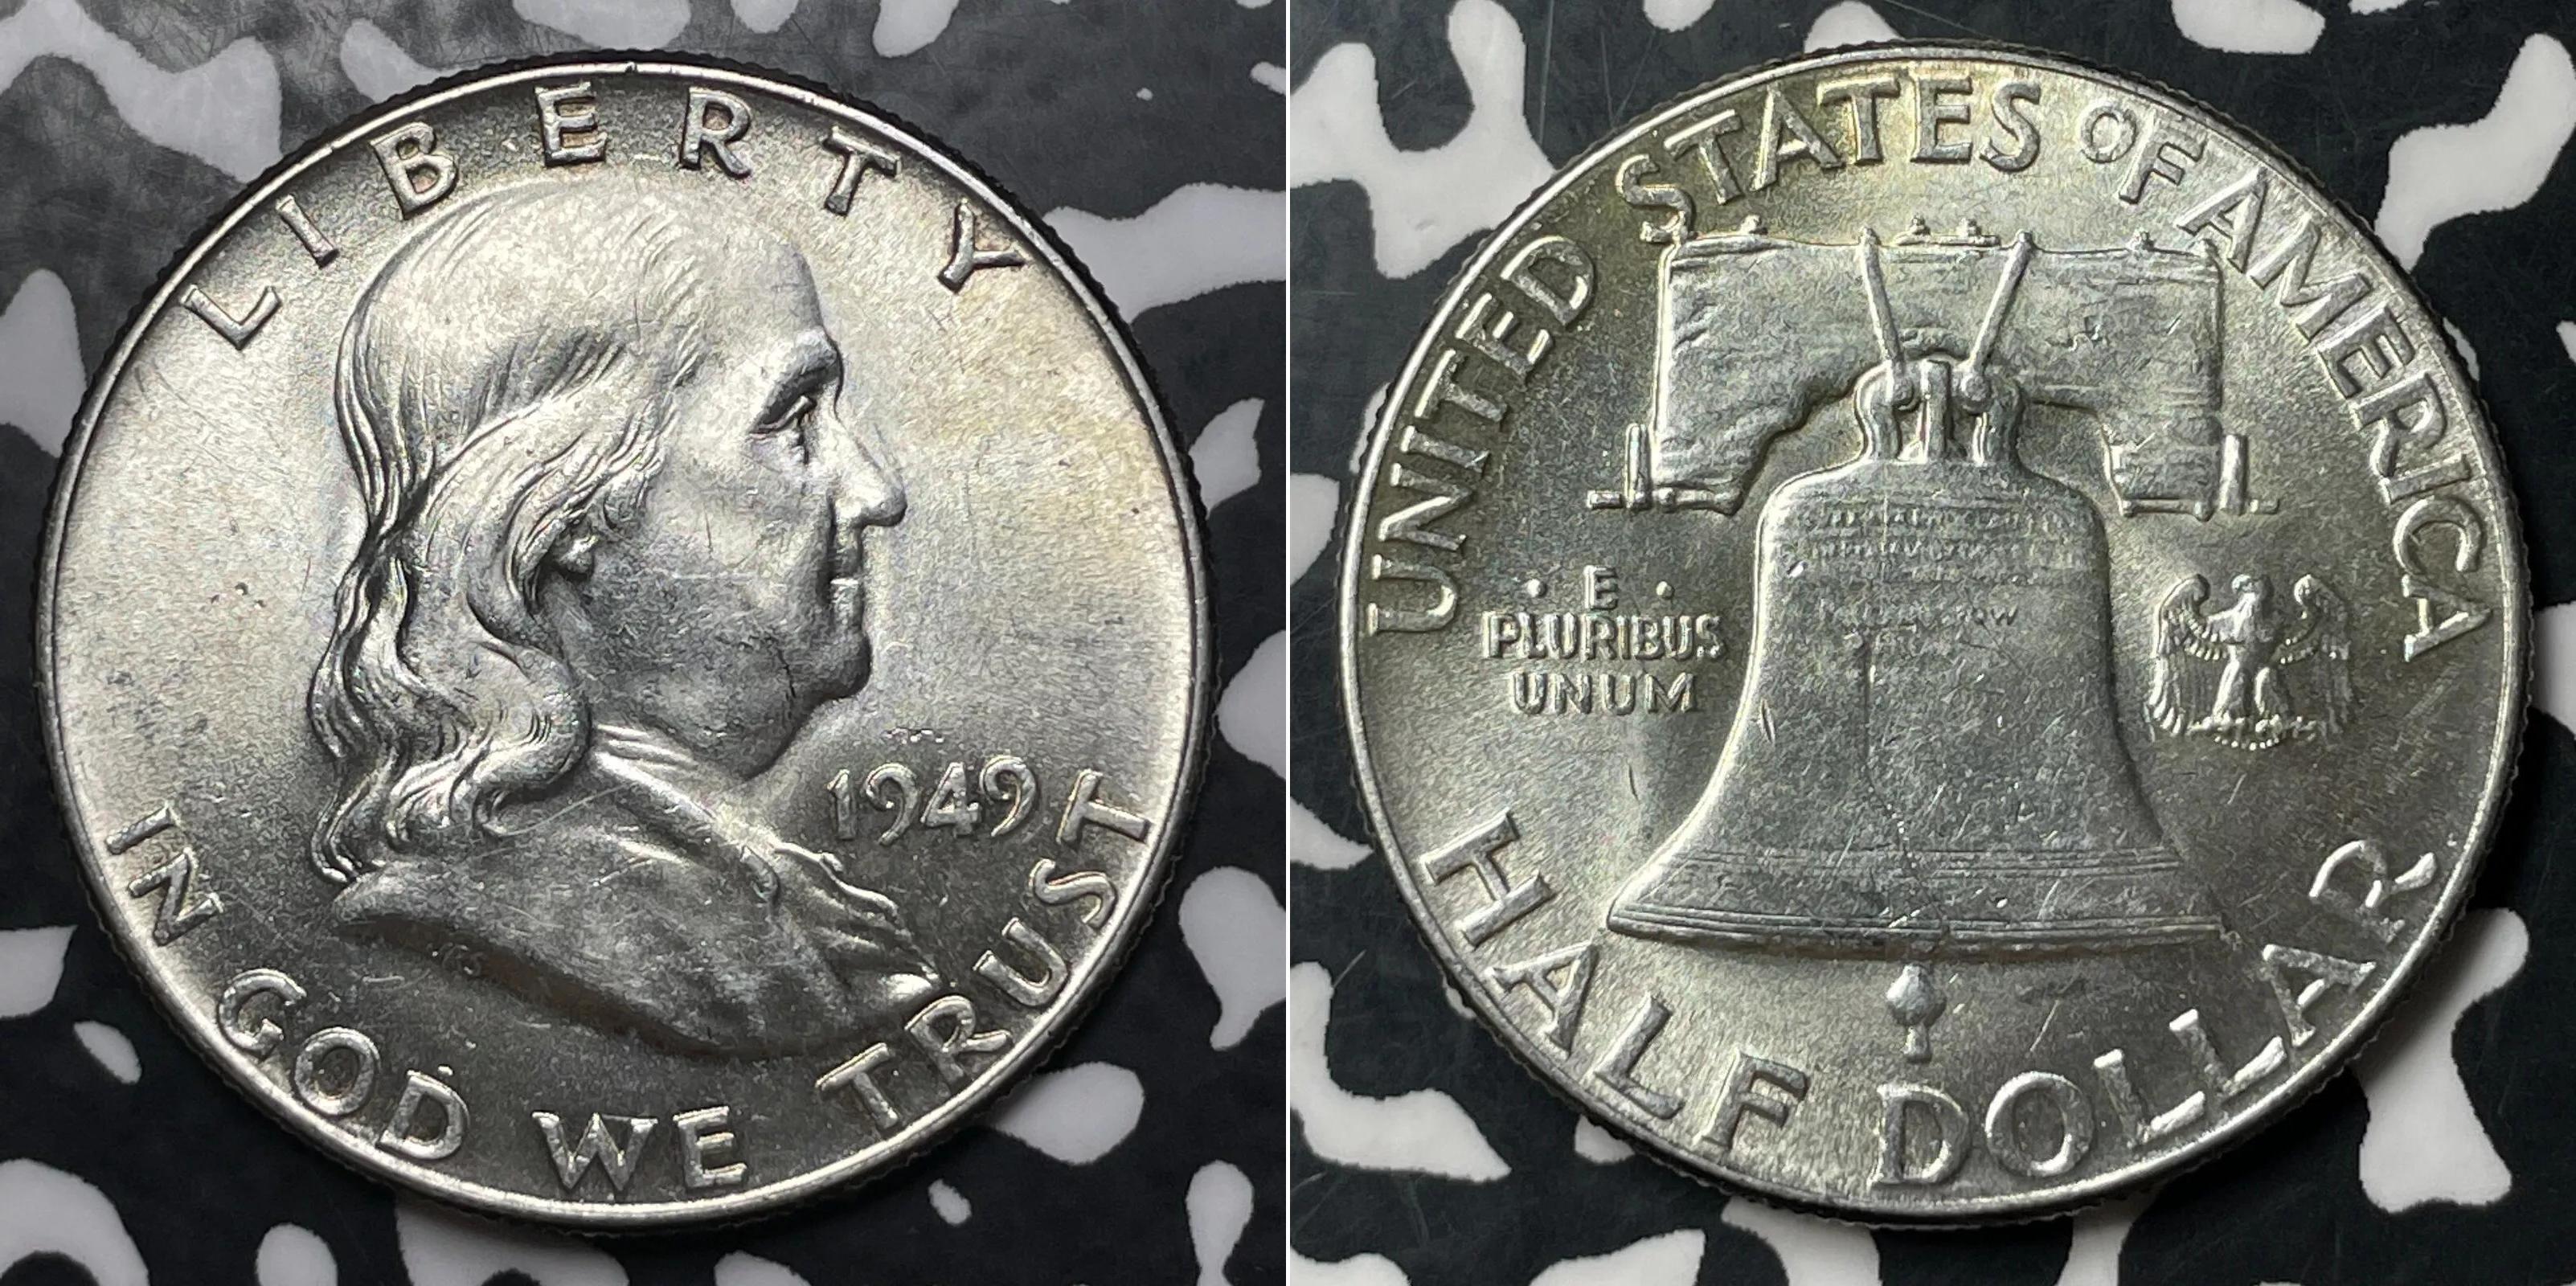 LIBERTY
1949
IN GOD WE TRUST
UNITED STATES OF AMERICA
· E ·
PLURIBUS
UNUM
HALF DOLLAR